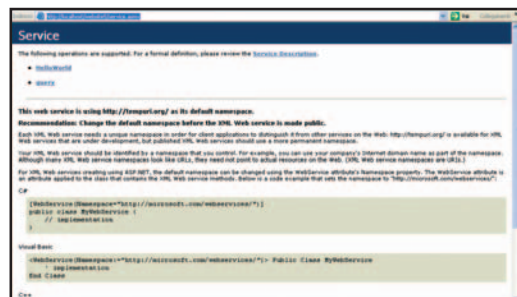 Service
The following operations are supported. For a formal definition, please review the Service Description.
• HelloWorld
• query
This web service is using http://tempuri.org/ as its default namespace.
Recommendation: Change the default namespace before the XML Web service is made public.
Each XML Web service needs a unique namespace in order for client applications to distinguish it from other services on the Web. http://tempuri.org/ is available for XML
Web services that are under development, but published XML Web services should use a more permanent namespace.
Your XML Web service should be identified by a namespace that you control. For example, you can use your company's Internet domain name as part of the namespace.
Although many XML Web service namespaces look like URLs, they need not point to actual resources on the Web. (XML Web service namespaces are URIs.)
For XML Web services creating using ASP.NET, the default namespace can be changed using the WebService attribute's Namespace property. The WebService attribute is
an attribute applied to the class that contains the XML Web service methods. Below is a code example that sets the namespace to "http://microsoft.com/webservices/":
C#
[WebService(Namespace="http://microsoft.com/webservices/")]
public class MyWebService {
// implementation
}
Visual Basic
<WebService(Namespace:="http://microsoft.com/webservices/")> Public Class MyWebService
' implementation
End Class
C++